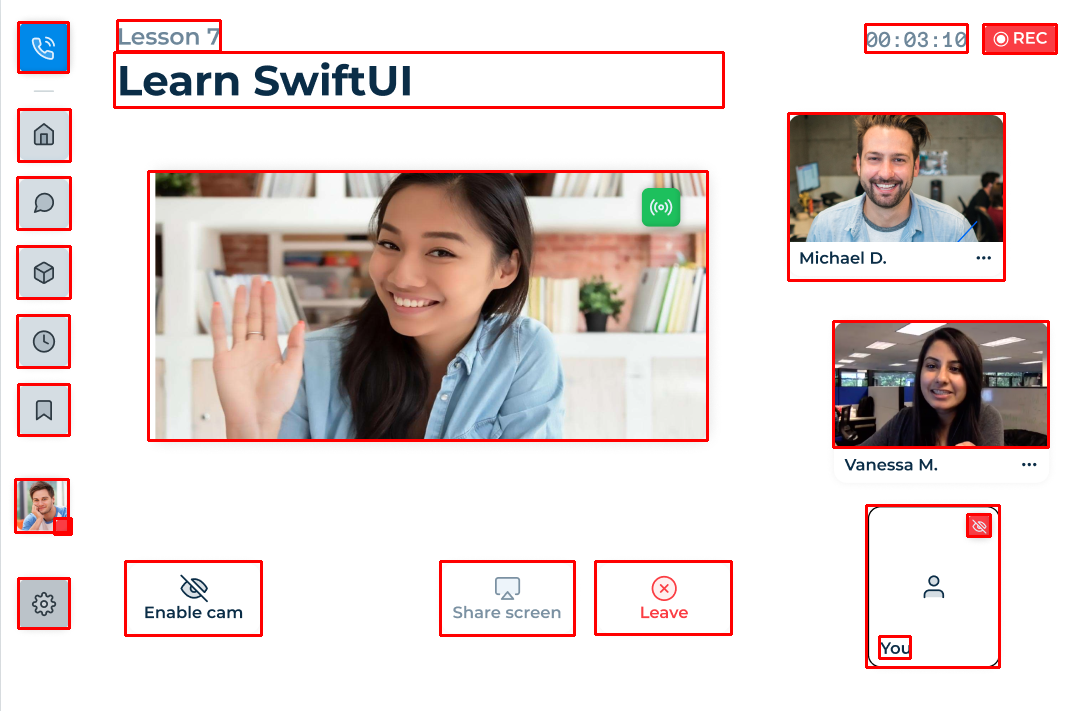 Lesson 7
00:03:10
REC
Learn SwiftUI
Michael D.
Vanessa M.
Enable cam
Share screen
Leave
You